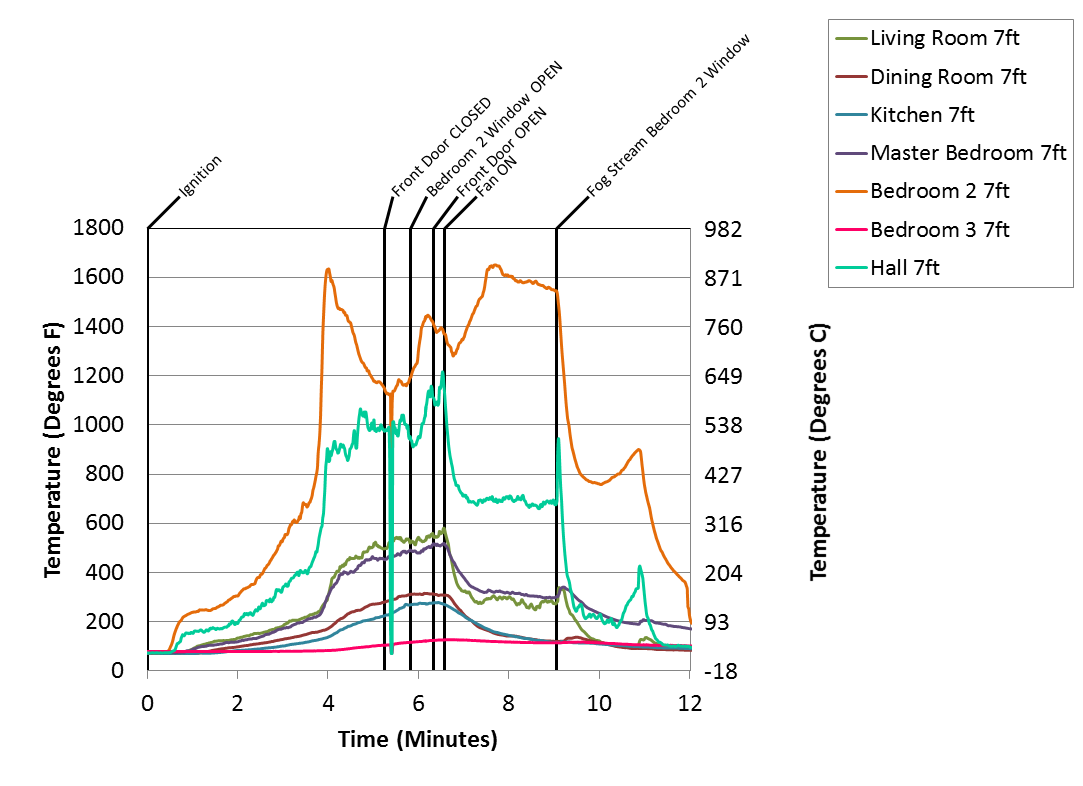 Living Room 7ft
Dining Room 7ft
Kitchen 7ft
Master Bedroom 7ft
Bedroom 2 7ft
Bedroom 3 7ft
Hall 7ft
Ignition
Front Door CLOSED
Bedroom 2 Window OPEN
Front Door OPEN
Fan ON
Fog Stream Bedroom 2 Window
Temperature (Degrees F)
1800
1600
1400
1200
1000
800
600
400
200
0
982
871
760
649
538
427
316
204
93
-18
Temperature (Degrees C)
0 2 4 6 8 10 12
Time (Minutes)